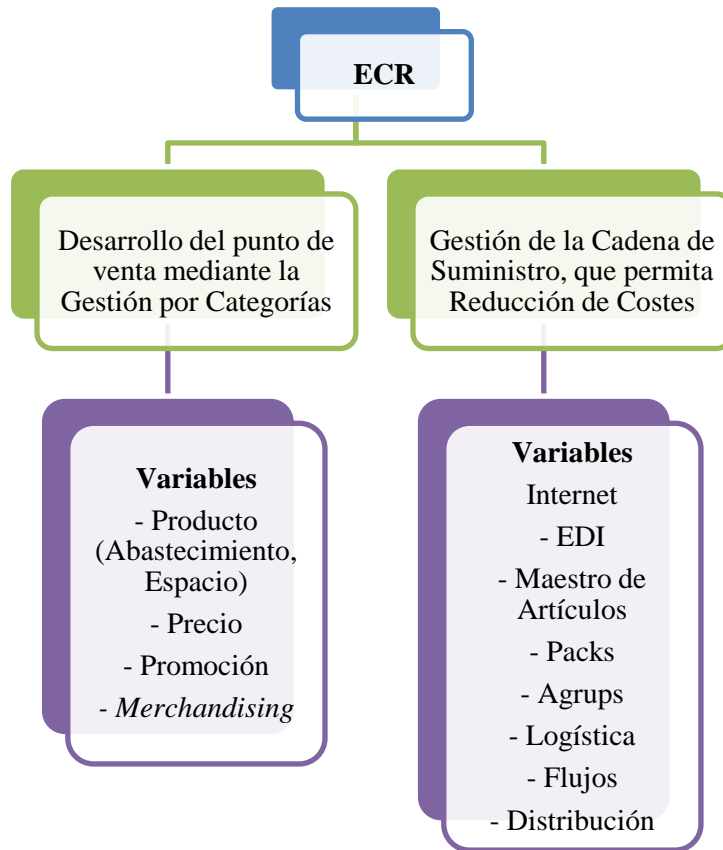 ECR
Desarrollo del punto de
venta mediante la
Gestión por Categorías
Gestión de la Cadena de
Suministro, que permita
Reducción de Costes
Variables
- Producto
(Abastecimiento,
Espacio)
- Precio
- Promoción
- Merchandising
Variables
Internet
- EDI
- Maestro de
Artículos
- Packs
- Agrups
- Logística
- Flujos
- Distribución